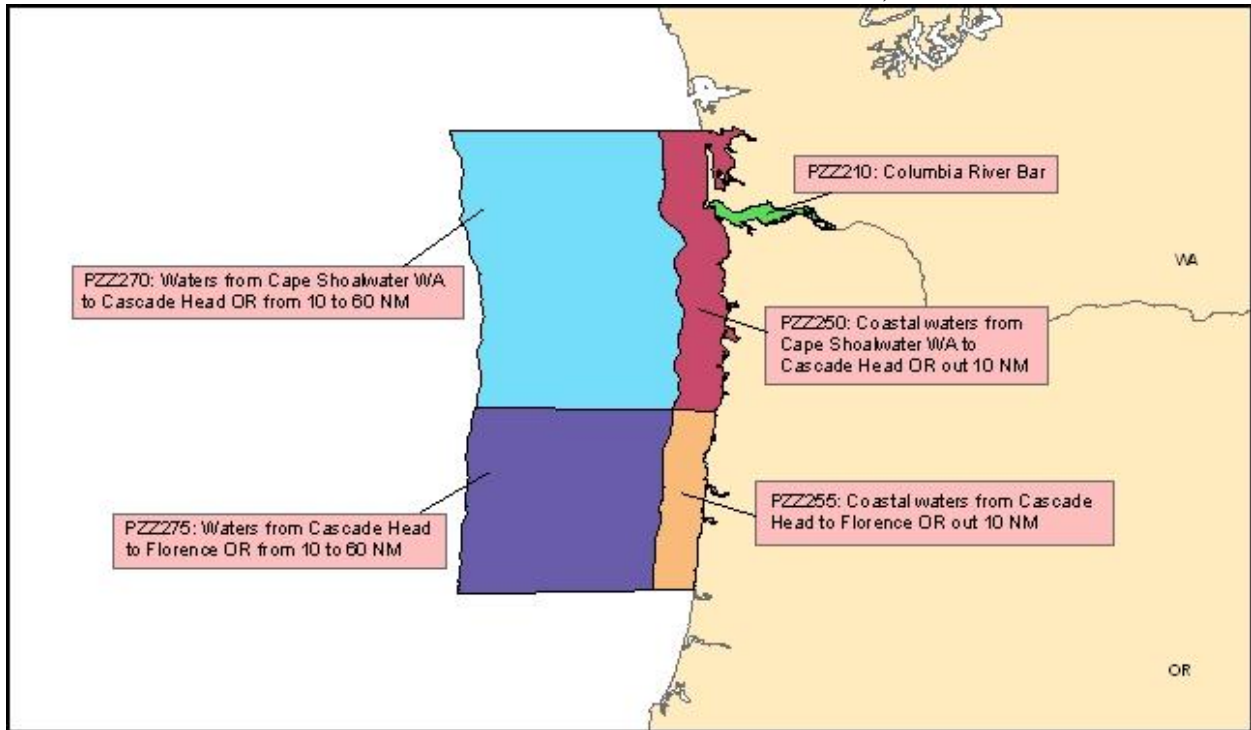 PZZ210: Columbia River Bar
WA
PZZ270: Waters from Cape Shoalwater WA
to Cascade Head OR from 10 to 60 NM
PZZ250: Coastal waters from
Cape Shoalwater WA to
Cascade Head OR out 10 NM
PZZ275: Waters from Cascade Head
to Florence OR from 10 to 60 NM
PZZ255: Coastal waters from Cascade
Head to Florence OR out 10 NM
OR